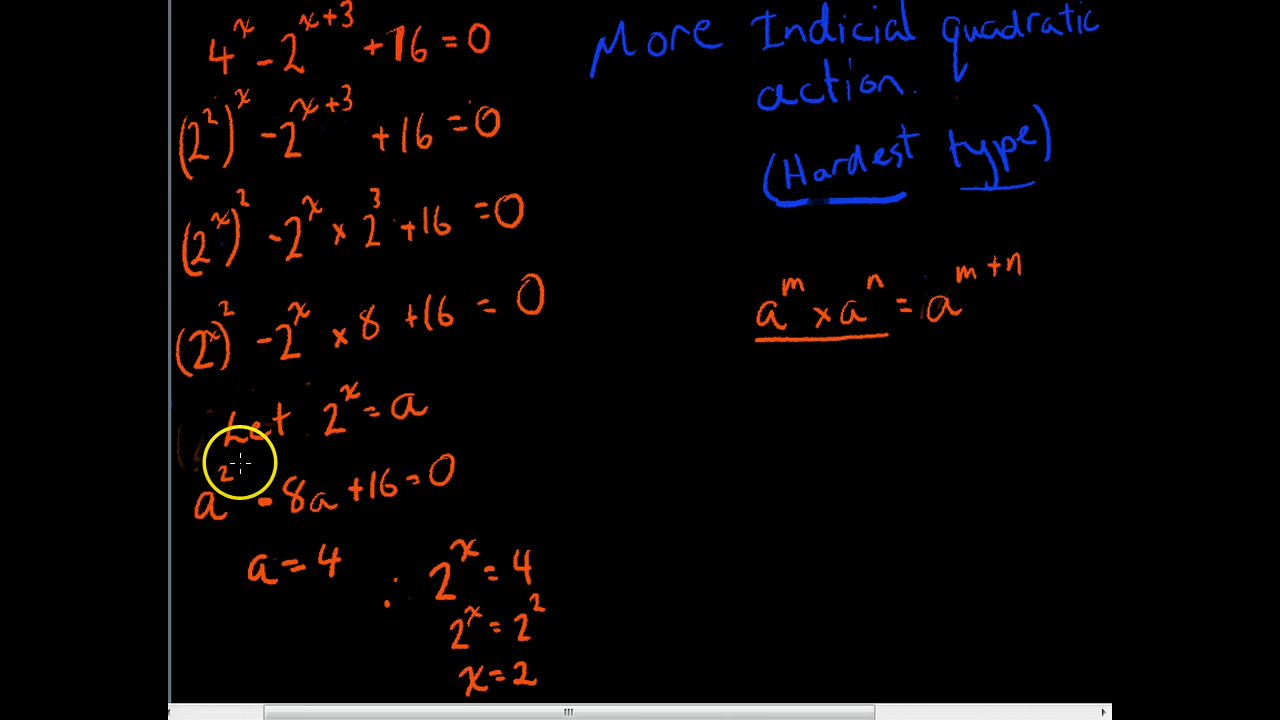 4^x - 2^(x+3) + 16 = 0
(2^2)^x - 2^(x+3) + 16 = 0
(2^x)^2 - 2^x × 2^3 + 16 = 0
(2^x)^2 - 2^x × 8 + 16 = 0
Let 2^x = a
a^2 - 8a + 16 = 0
a = 4 ∴ 2^x = 4
2^x = 2^2
x = 2
More Indicial quadratic
action.
(Hardest type)
a^m × a^n = a^(m+n)